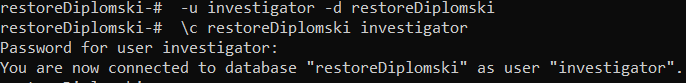 restoreDiplomski-#  -u investigator -d restoreDiplomski
restoreDiplomski-#  \c restoreDiplomski investigator
Password for user investigator:
You are now connected to database "restoreDiplomski" as user "investigator".